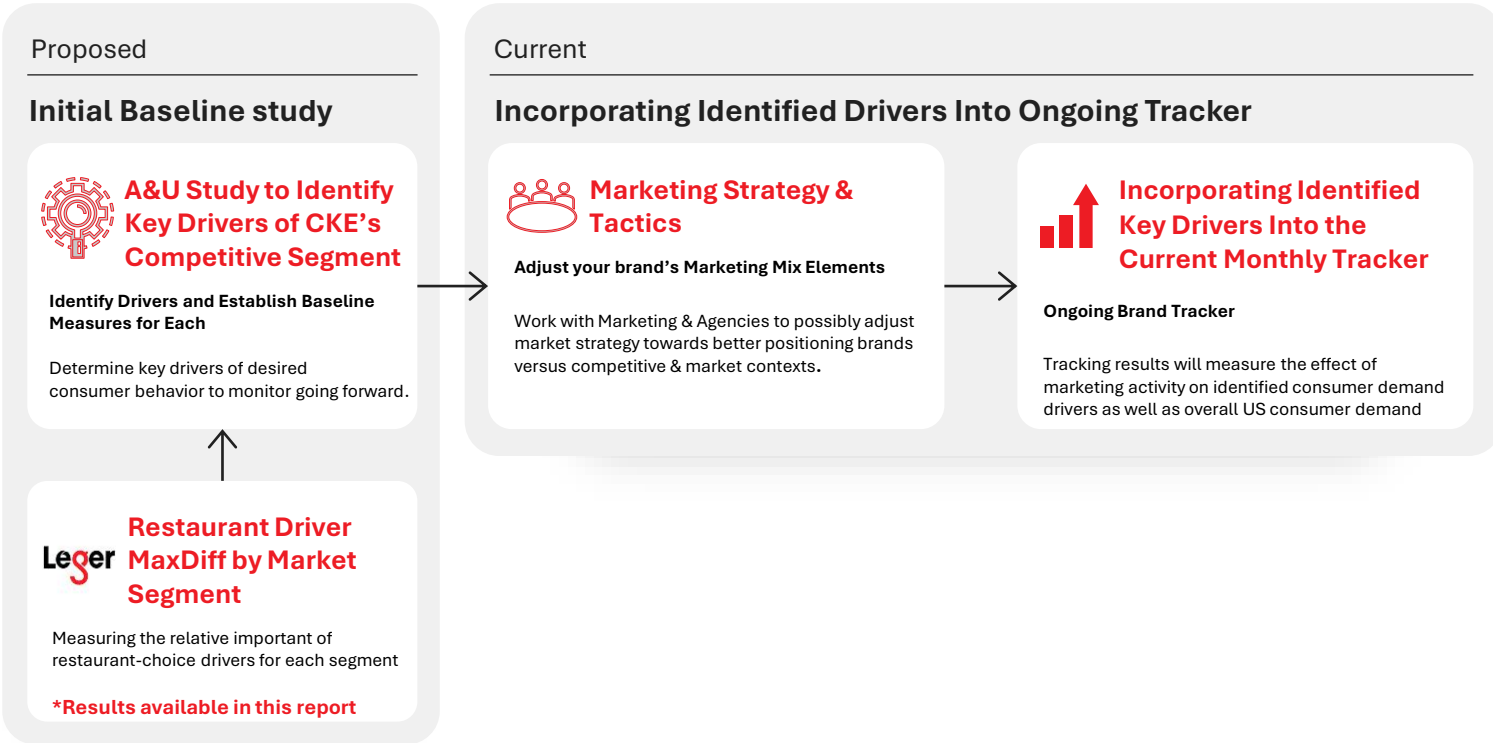 Proposed
Initial Baseline study
A&U Study to Identify
Key Drivers of CKE's
Competitive Segment
Identify Drivers and Establish Baseline
Measures for Each
Determine key drivers of desired
consumer behavior to monitor going forward.
Leger
Restaurant Driver
MaxDiff by Market
Segment
Measuring the relative important of
restaurant-choice drivers for each segment
*Results available in this report
Current
Incorporating Identified Drivers Into Ongoing Tracker
Marketing Strategy &
Tactics
Adjust your brand’s Marketing Mix Elements
Work with Marketing & Agencies to possibly adjust
market strategy towards better positioning brands
versus competitive & market contexts.
Incorporating Identified
Key Drivers Into the
Current Monthly Tracker
Ongoing Brand Tracker
Tracking results will measure the effect of
marketing activity on identified consumer demand
drivers as well as overall US consumer demand